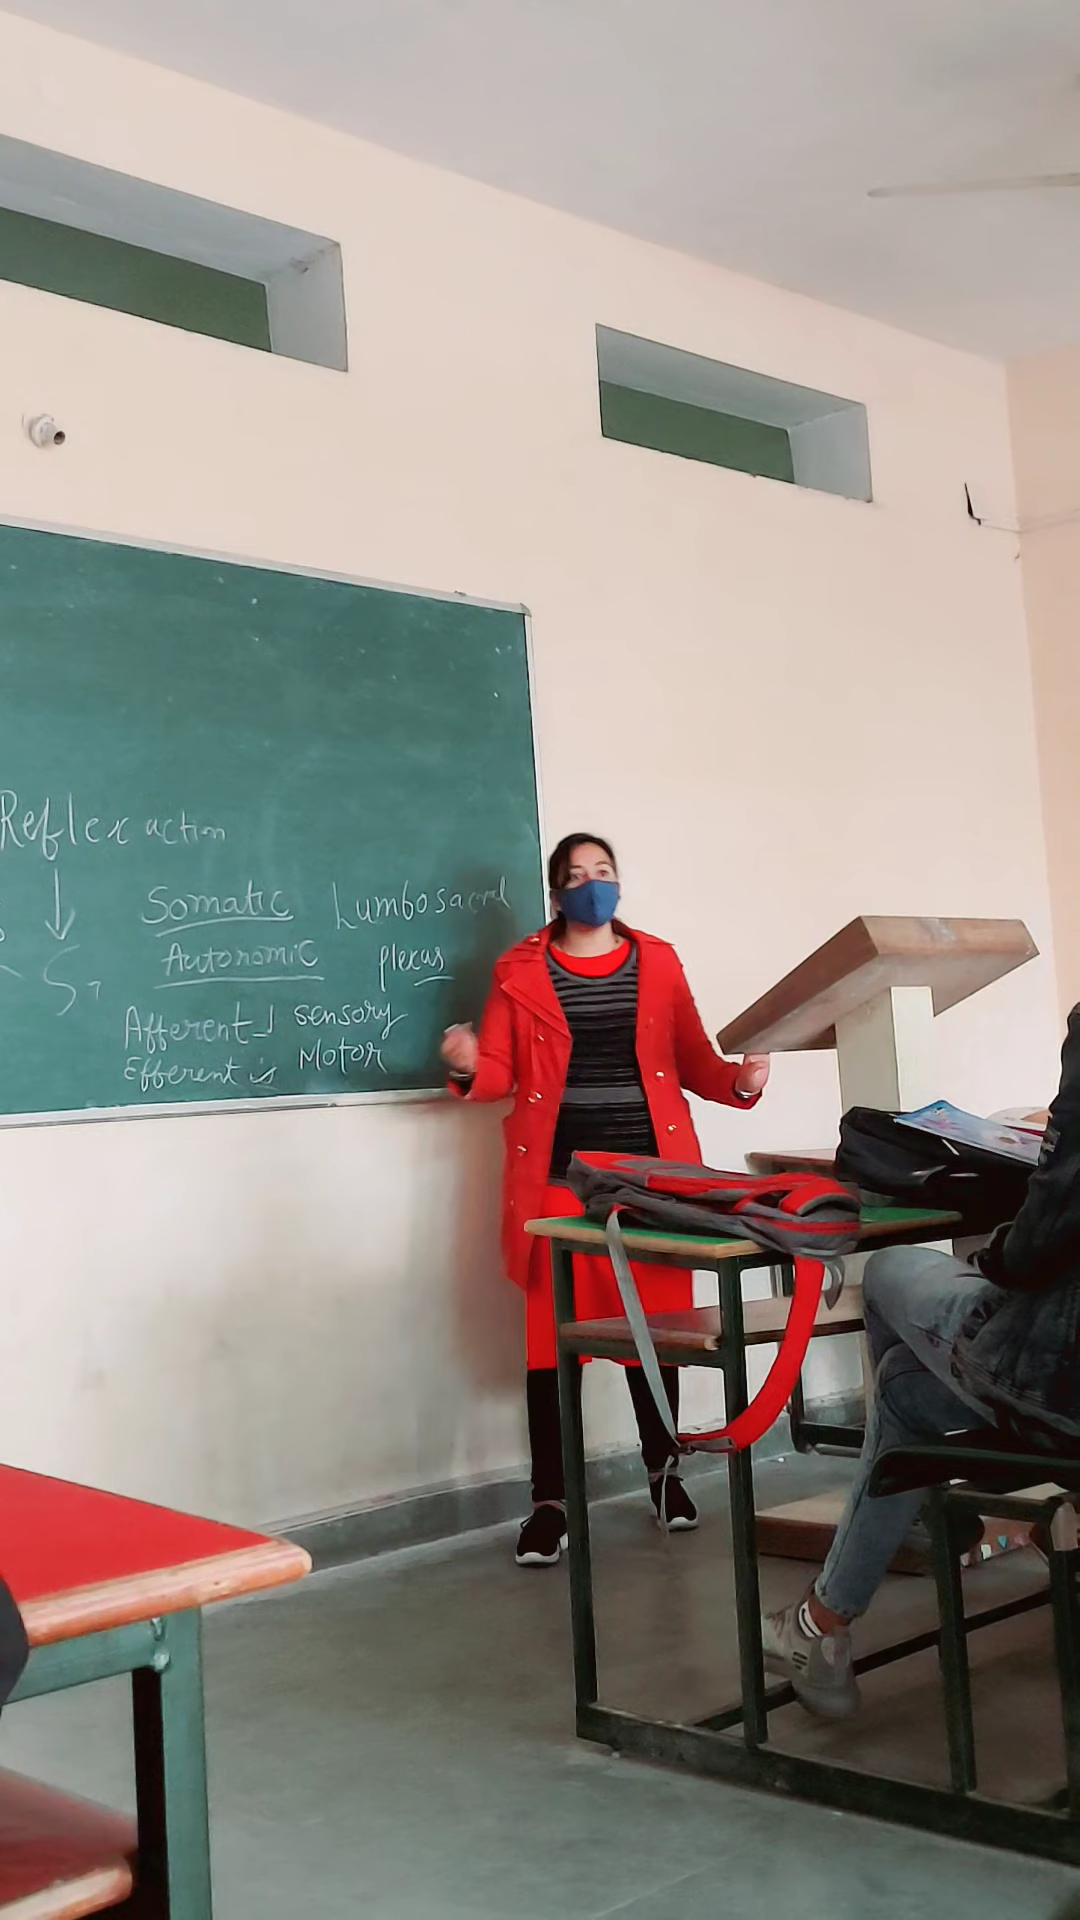 Reflex action
Somatic Lumbosacral
Autonomic plexus
Afferent sensory
Efferent is Motor